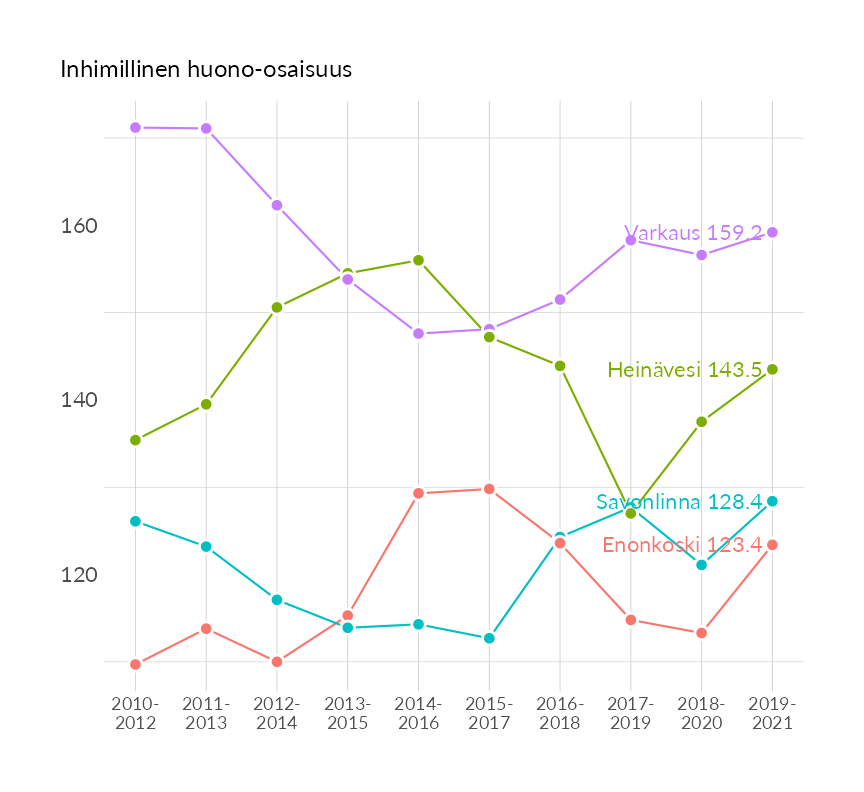 Inhimillinen huono-osaisuus
160
140
120
Varkaus 159.2
Heinävesi 143.5
Savonlinna 128.4
Enonkoski 123.4
2010- 2011- 2012- 2013- 2014- 2015- 2016- 2017- 2018- 2019-
2012 2013 2014 2015 2016 2017 2018 2019 2020 2021